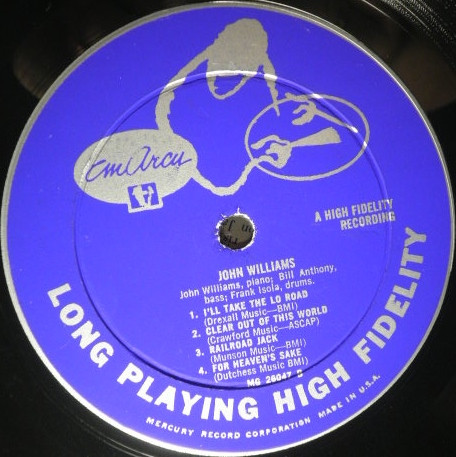 EmArcy
A HIGH FIDELITY
RECORDING
JOHN WILLIAMS
John Williams, piano; Bill Anthony,
bass; Frank Isola, drums.
1. I'LL TAKE THE LO ROAD
(Drexall Music—BMI)
2. CLEAR OUT OF THIS WORLD
(Crawford Music—ASCAP)
3. RAILROAD JACK
(Munson Music—BMI)
4. FOR HEAVEN'S SAKE
(Dutchess Music BMI)
MG 26047
LONG PLAYING HIGH FIDELITY
MERCURY RECORD CORPORATION MADE IN U.S.A.